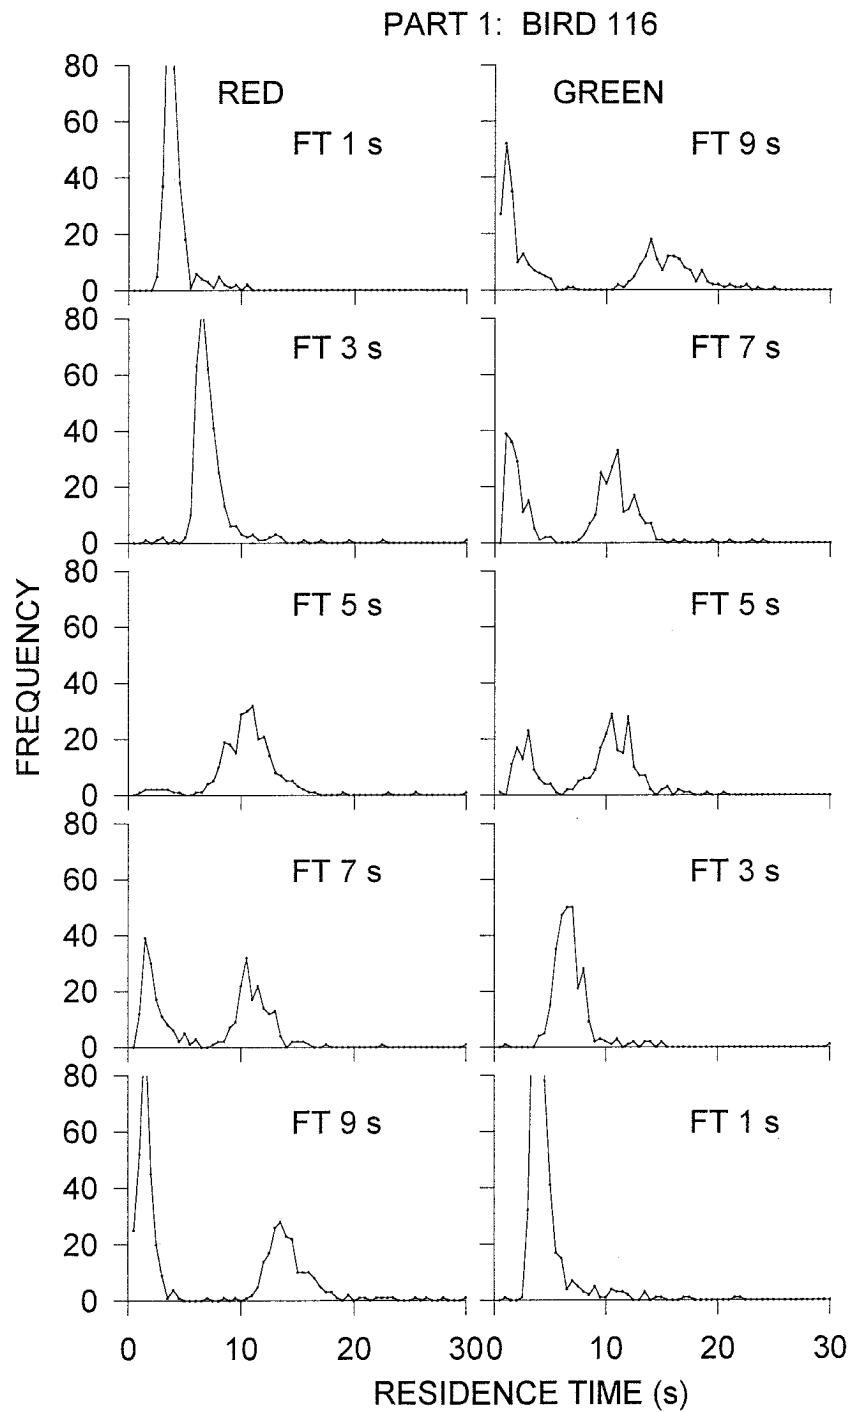 PART 1: BIRD 116
RED
GREEN
FT 1 s
FT 9 s
80
60
40
20
0
FT 3 s
FT 7 s
80
60
40
20
0
FT 5 s
FT 5 s
80
60
40
20
0
FT 7 s
FT 3 s
80
60
40
20
0
FT 9 s
FT 1 s
80
60
40
20
0
FREQUENCY
0 10 20 30 0 10 20 30
RESIDENCE TIME (s)